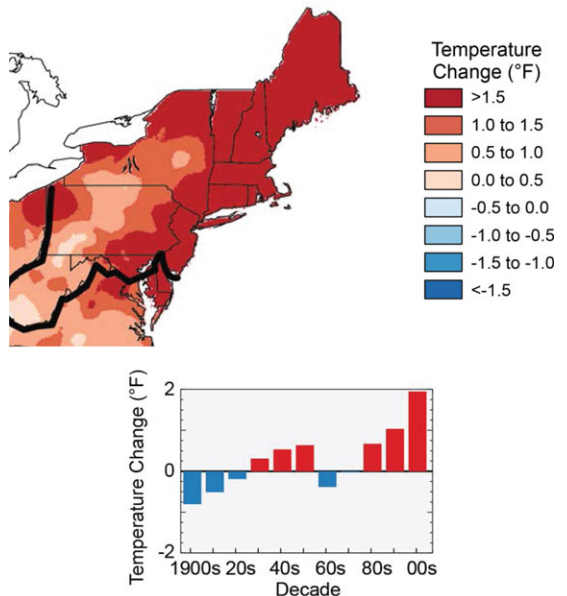 Temperature
Change (°F)
>1.5
1.0 to 1.5
0.5 to 1.0
0.0 to 0.5
-0.5 to 0.0
-1.0 to -0.5
-1.5 to -1.0
<-1.5
Temperature Change (°F)
2
0
-2
1900s 20s 40s 60s 80s 00s
Decade